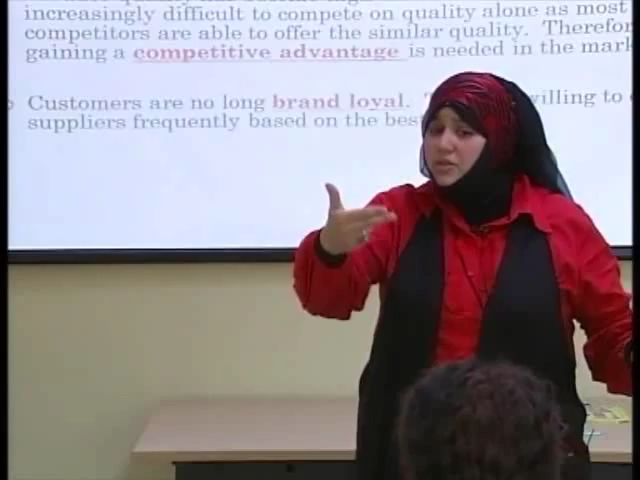 increasingly difficult to compete on quality alone as most
competitors are able to offer the similar quality. Therefor
gaining a competitive advantage is needed in the mark
Customers are no long brand loyal. willing to
suppliers frequently based on the bes